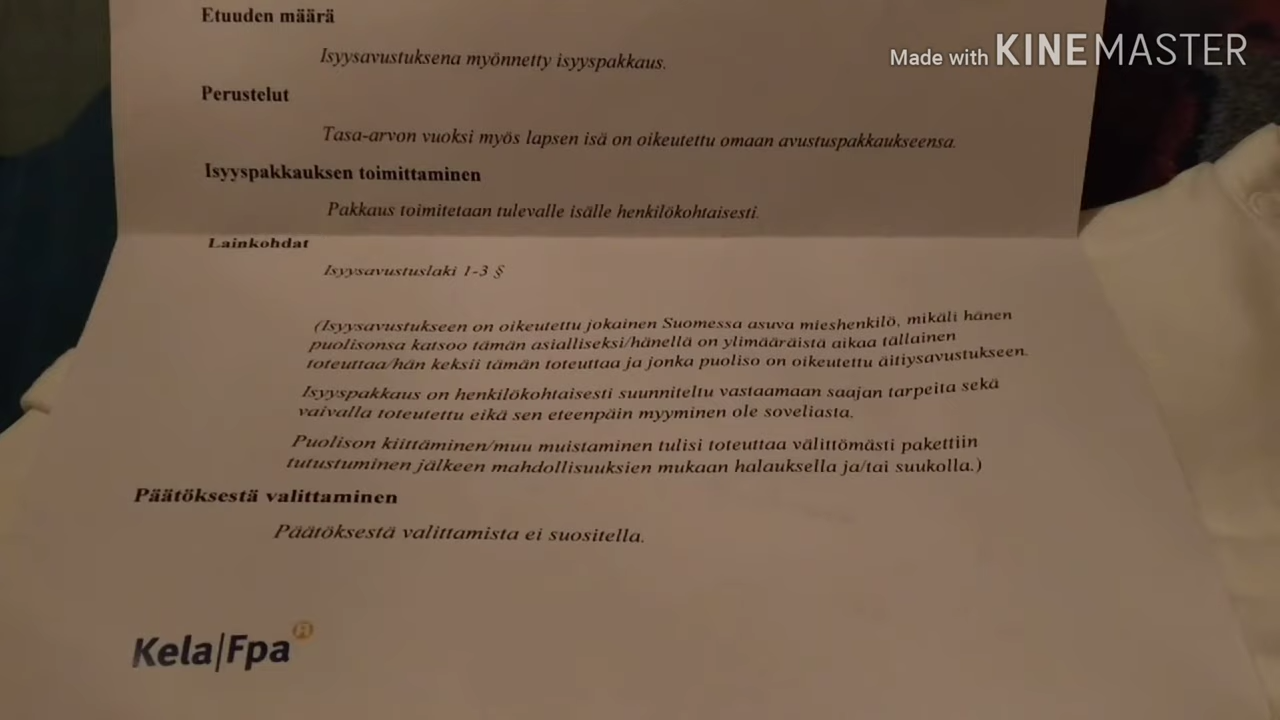 Etuuden määrä
Made with KINEMASTER
Isyysavustuksena myönnetty isyyspakkaus.
Perustelut
Tasa-arvon vuoksi myös lapsen isä on oikeutettu omaan avustuspakkaukseensa.
Isyyspakkauksen toimittaminen
Pakkaus toimitetaan tulevalle isälle henkilökohtaisesti.
Lainkohdat
Isyysavustuslaki 1-3 §
(Isyysavustukseen on oikeutettu jokainen Suomessa asuva mieshenkilö, mikäli hänen
puolisonsa katsoo tämän asialliseksi/hänellä on ylimääräistä aikaa tällainen
toteuttaa/hän keksii tämän toteuttaa ja jonka puoliso on oikeutettu äitiysavustukseen.
Isyyspakkaus on henkilökohtaisesti suunniteltu vastaamaan saajan tarpeita sekä
vaivalla toteutettu eikä sen eteenpäin myyminen ole soveliasta.
Puolison kiittäminen/muu muistaminen tulisi toteuttaa välittömästi pakettiin
tutustuminen jälkeen mahdollisuuksien mukaan halauksella ja/tai suukolla.)
Päätöksestä valittaminen
Päätöksestä valittamista ei suositella.
Kela|Fpa